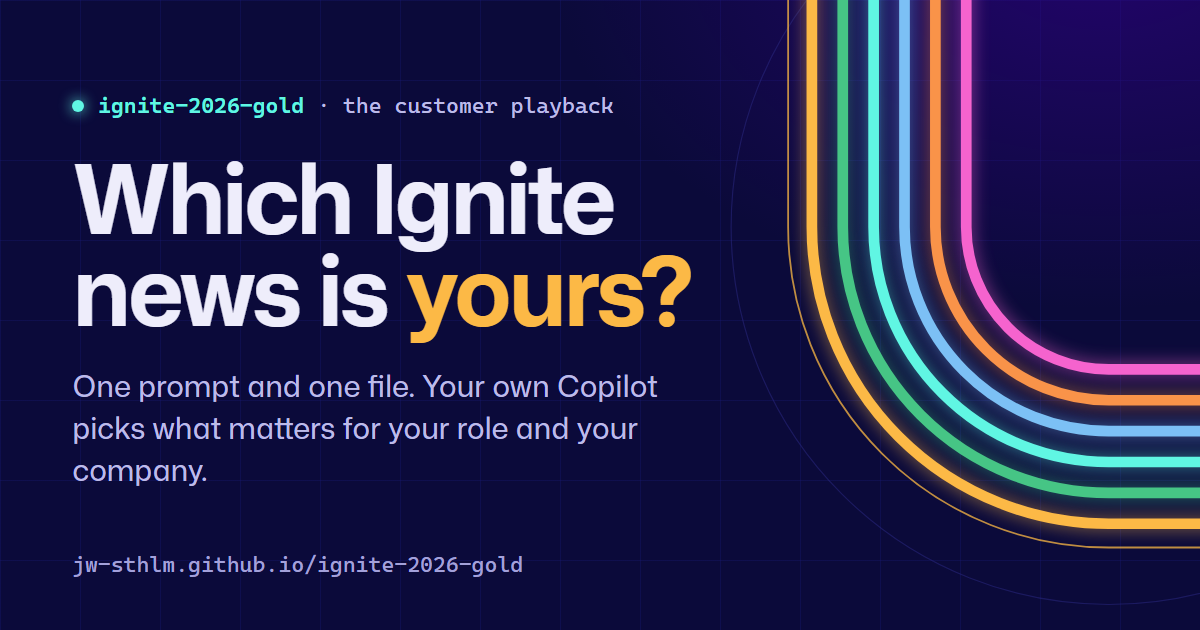 ignite-2026-gold · the customer playback
Which Ignite
news is yours?
One prompt and one file. Your own Copilot
picks what matters for your role and your
company.
jw-sthlm.github.io/ignite-2026-gold